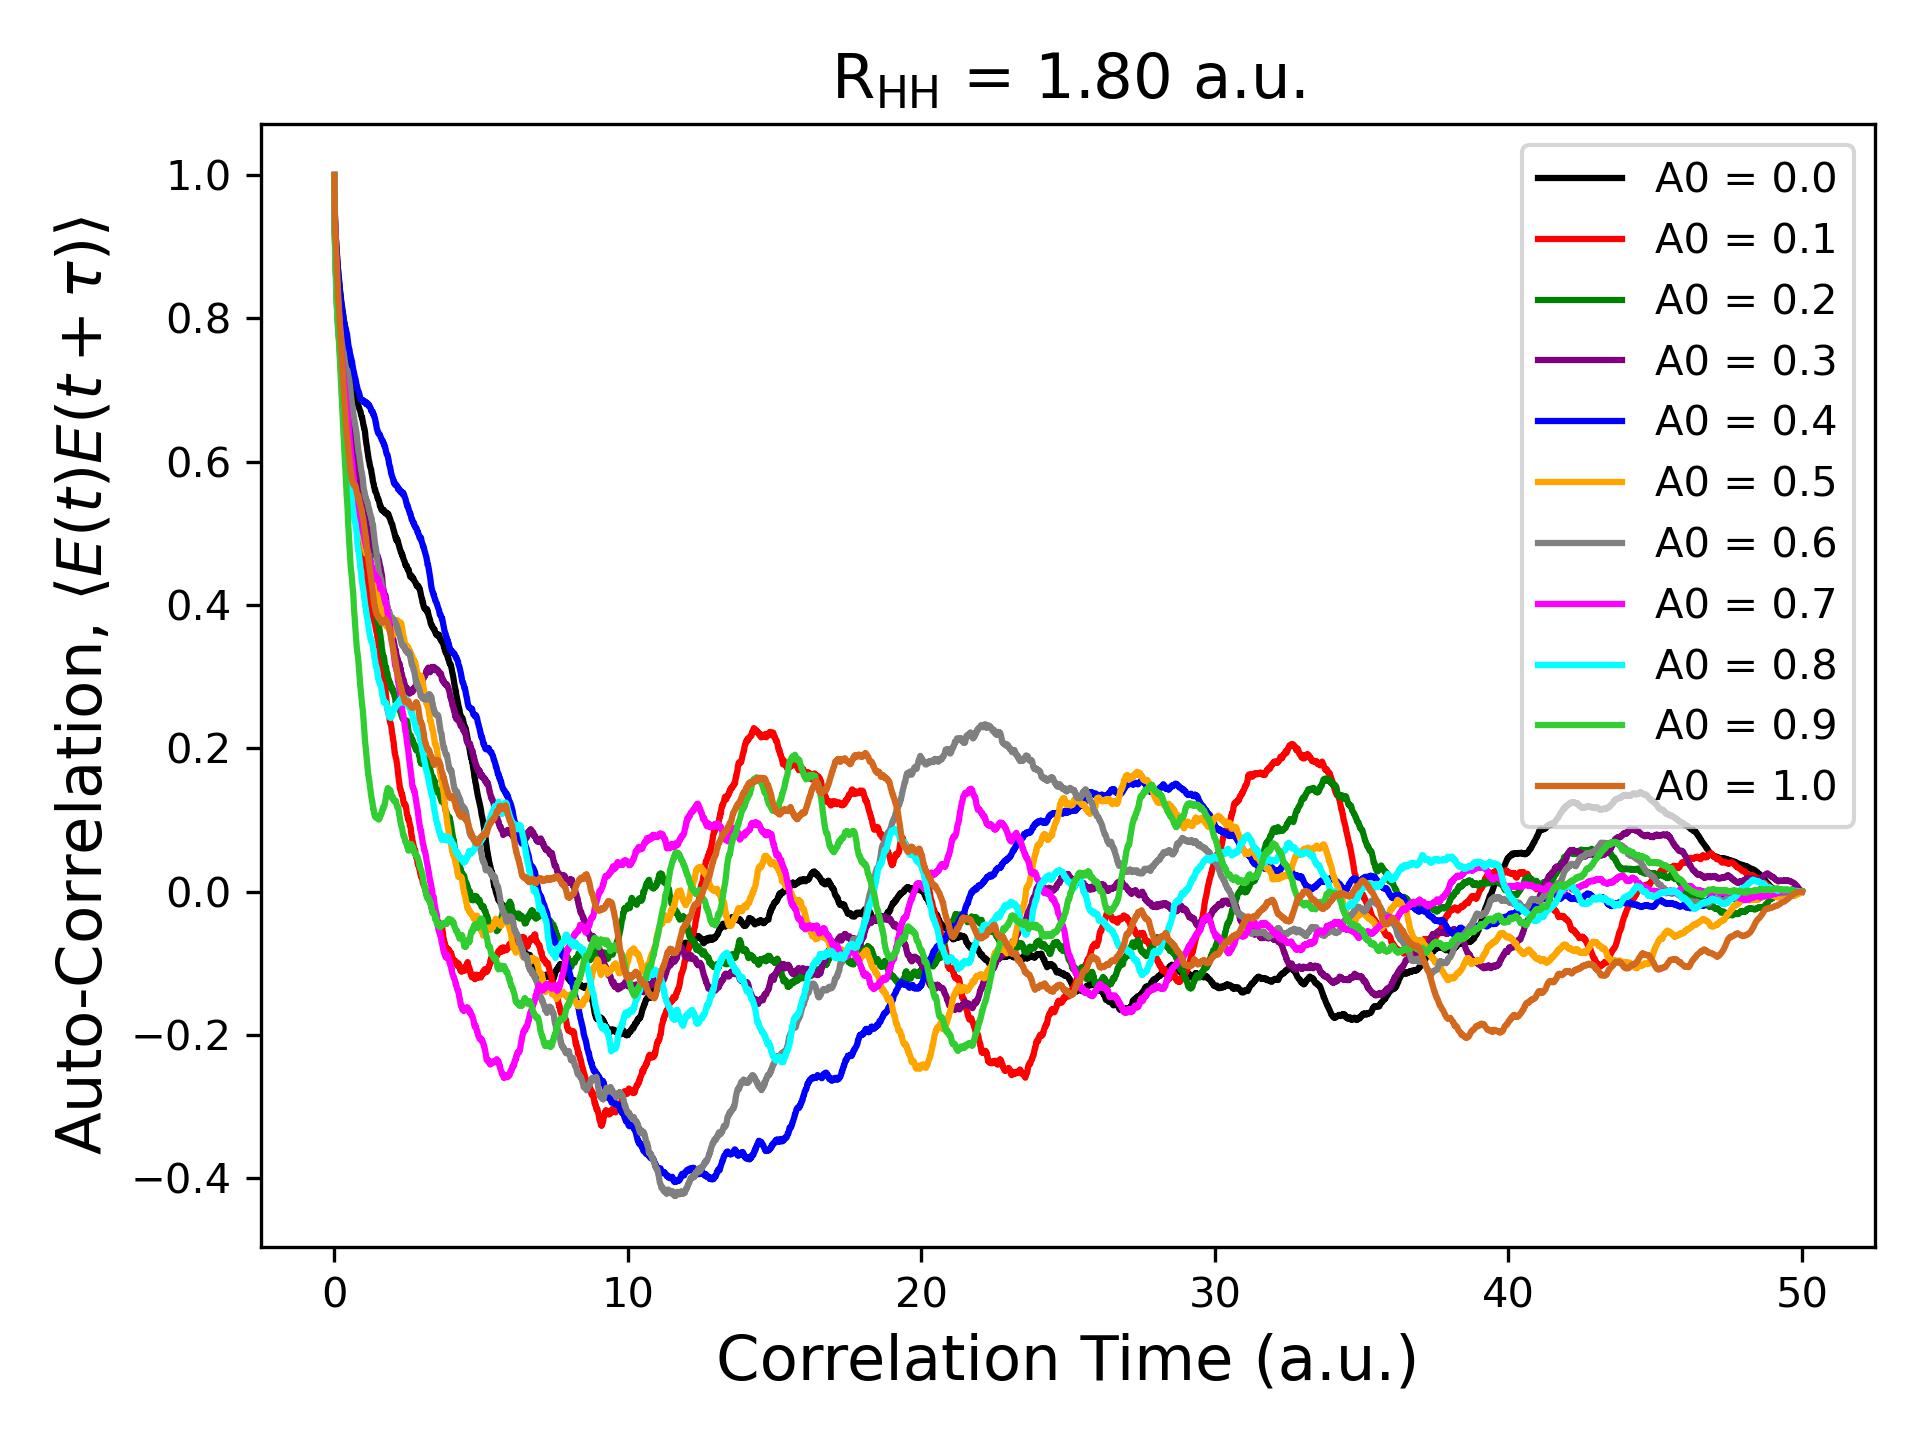 R_HH = 1.80 a.u.
Auto-Correlation, ⟨E(t)E(t + τ)⟩
1.0
0.8
0.6
0.4
0.2
0.0
−0.2
−0.4
A0 = 0.0
A0 = 0.1
A0 = 0.2
A0 = 0.3
A0 = 0.4
A0 = 0.5
A0 = 0.6
A0 = 0.7
A0 = 0.8
A0 = 0.9
A0 = 1.0
0 10 20 30 40 50
Correlation Time (a.u.)